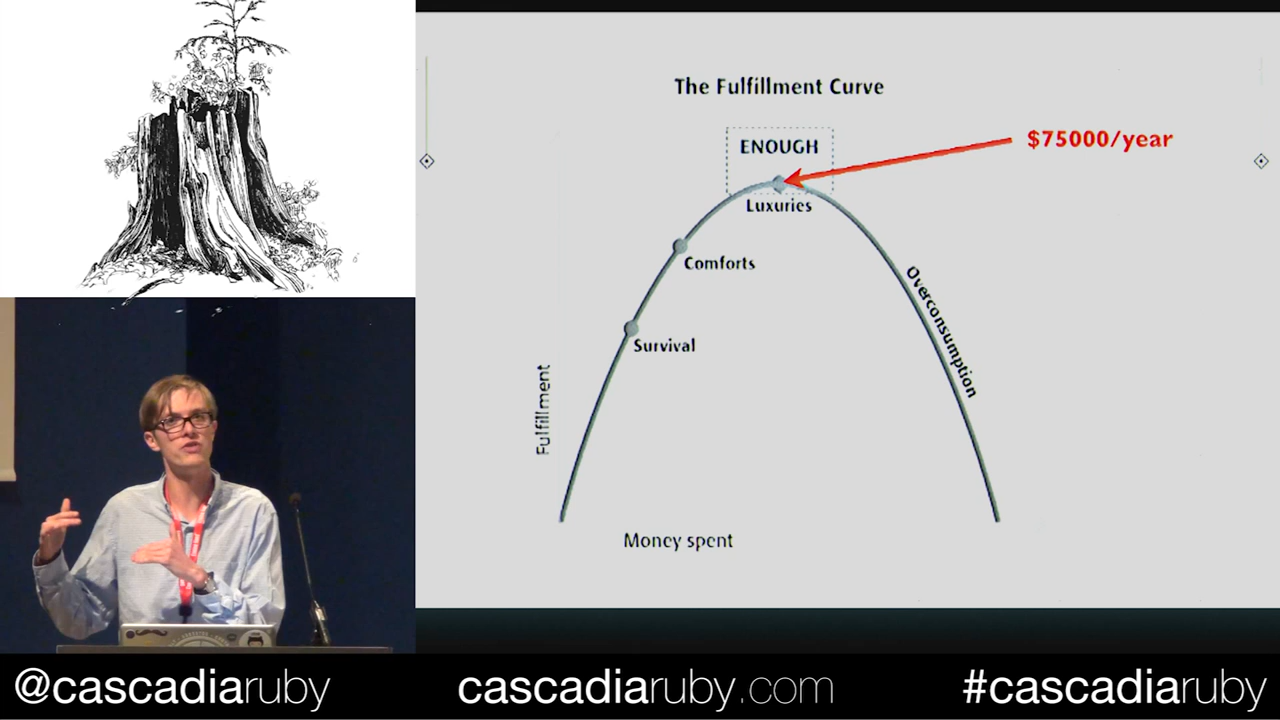 The Fulfillment Curve
ENOUGH
$75000/year
Luxuries
Comforts
Survival
Overconsumption
Fulfillment
Money spent
@cascadiaruby
cascadiaruby.com
#cascadiaruby